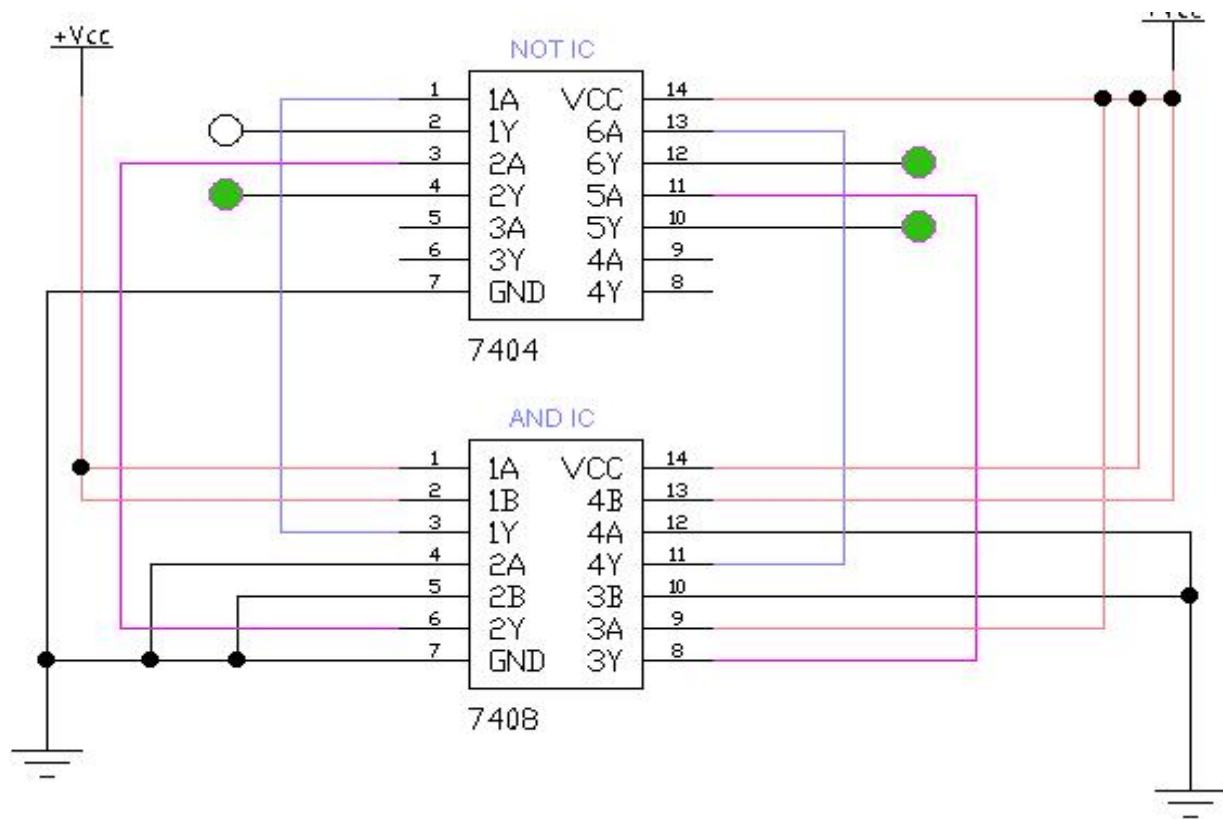 +Vcc
+Vcc
NOT IC
1 1A VCC 14
2 1Y 6A 13
3 2A 6Y 12
4 2Y 5A 11
5 3A 5Y 10
6 3Y 4A 9
7 GND 4Y 8
7404
AND IC
1 1A VCC 14
2 1B 4B 13
3 1Y 4A 12
4 2A 4Y 11
5 2B 3B 10
6 2Y 3A 9
7 GND 3Y 8
7408